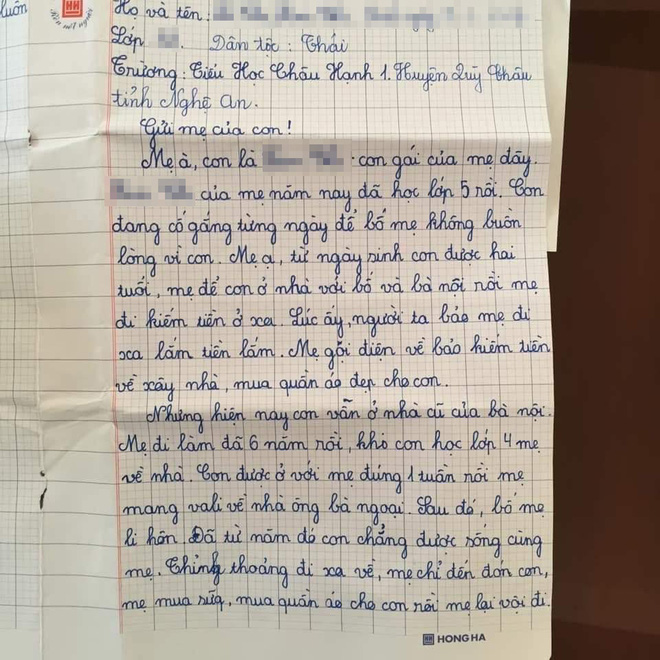 luôn
HH
Nên một người
Họ và tên:
Lớp Dân tộc: Thái
Trương: Tiểu Học Châu Hạnh 1. Huyện Quỳ Châu
tỉnh Nghệ An.
Gửi mẹ của con!
Mẹ à, con là con gái của mẹ đây.
của mẹ năm nay đã học lớp 5 rồi. Con
đang cố gắng từng ngày để bố mẹ không buồn
lòng vì con. Mẹ ạ, từ ngày sinh con được hai
tuổi, mẹ để con ở nhà với bố và bà nội rồi mẹ
đi kiếm tiền ở xa. Lúc ấy, người ta bảo mẹ đi
xa lắm tiền lắm. Mẹ gọi điện về bảo kiếm tiền
về xây nhà, mua quần áo đẹp cho con.
Nhưng hiện nay con vẫn ở nhà cũ của bà nội.
Mẹ đi làm đã 6 năm rồi, khi con học lớp 4 mẹ
về nhà. Con được ở với mẹ đúng 1 tuần rồi mẹ
mang vali về nhà ông bà ngoại. Sau đó, bố mẹ
li hôn. Đã từ năm đó con chẳng được sống cùng
mẹ. Thỉnh thoảng đi xa về, mẹ chỉ đến đón con,
mẹ mua sữa, mua quần áo cho con rồi mẹ lại vội đi.
HH HONG HA